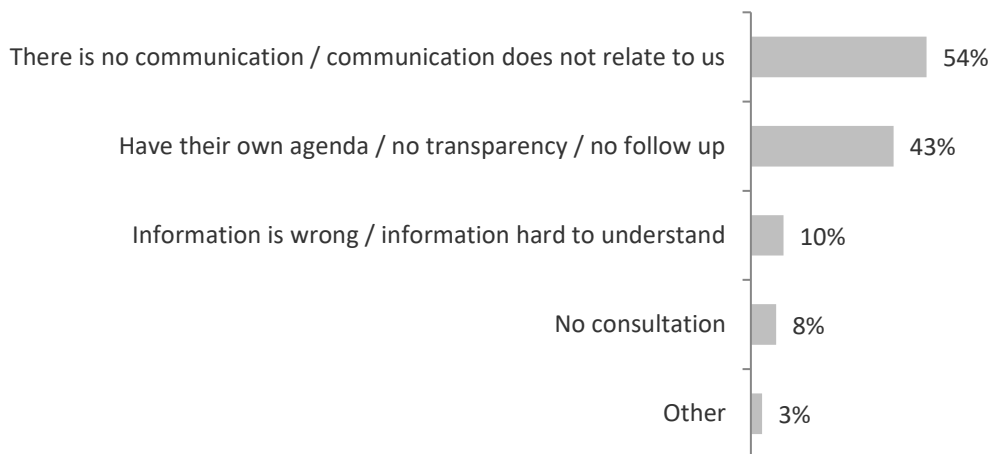 There is no communication / communication does not relate to us 54%
Have their own agenda / no transparency / no follow up 43%
Information is wrong / information hard to understand 10%
No consultation 8%
Other 3%